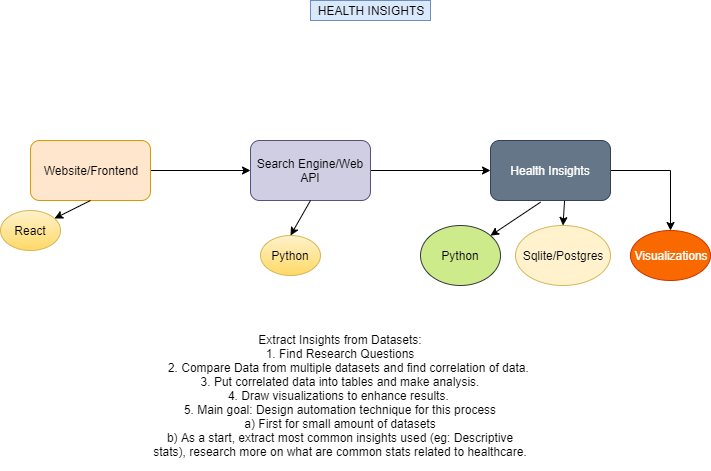 HEALTH INSIGHTS
Website/Frontend
Search Engine/Web
API
Health Insights
React
Python
Python
Sqlite/Postgres
Visualizations
Extract Insights from Datasets:
1. Find Research Questions
2. Compare Data from multiple datasets and find correlation of data.
3. Put correlated data into tables and make analysis.
4. Draw visualizations to enhance results.
5. Main goal: Design automation technique for this process
a) First for small amount of datasets
b) As a start, extract most common insights used (eg: Descriptive
stats), research more on what are common stats related to healthcare.